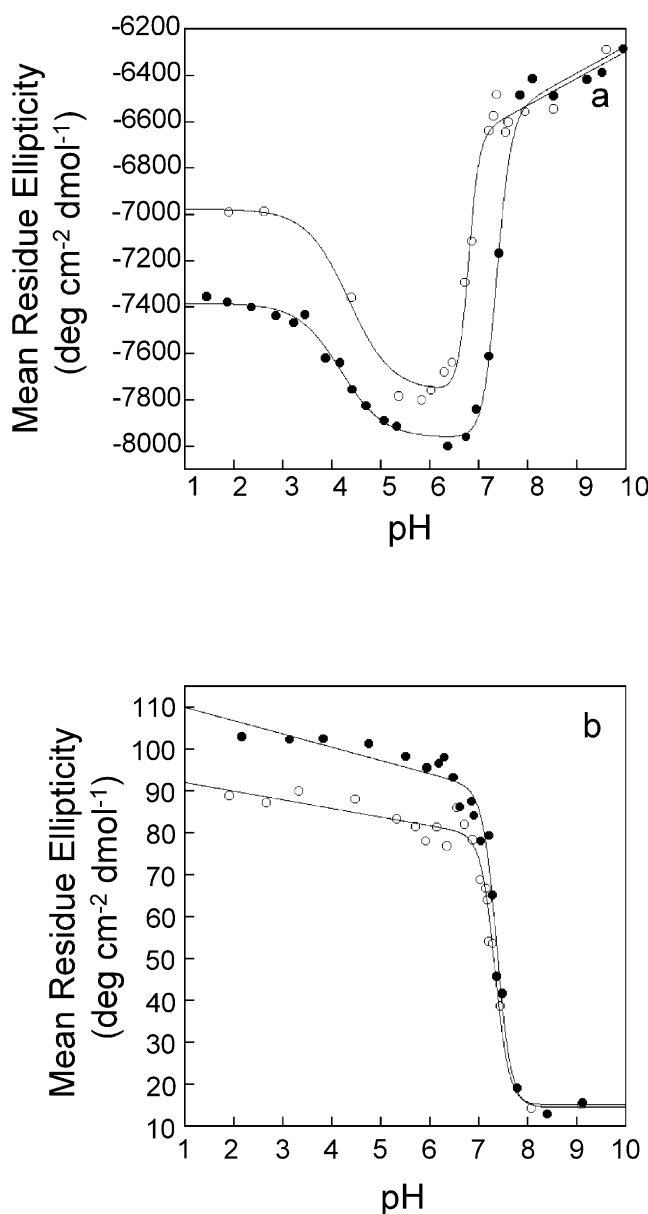 -6200
-6400
-6600
-6800
-7000
-7200
-7400
-7600
-7800
-8000
Mean Residue Ellipticity
(deg cm-2 dmol-1)
a
1 2 3 4 5 6 7 8 9 10
pH
110
100
90
80
70
60
50
40
30
20
10
Mean Residue Ellipticity
(deg cm-2 dmol-1)
b
1 2 3 4 5 6 7 8 9 10
pH